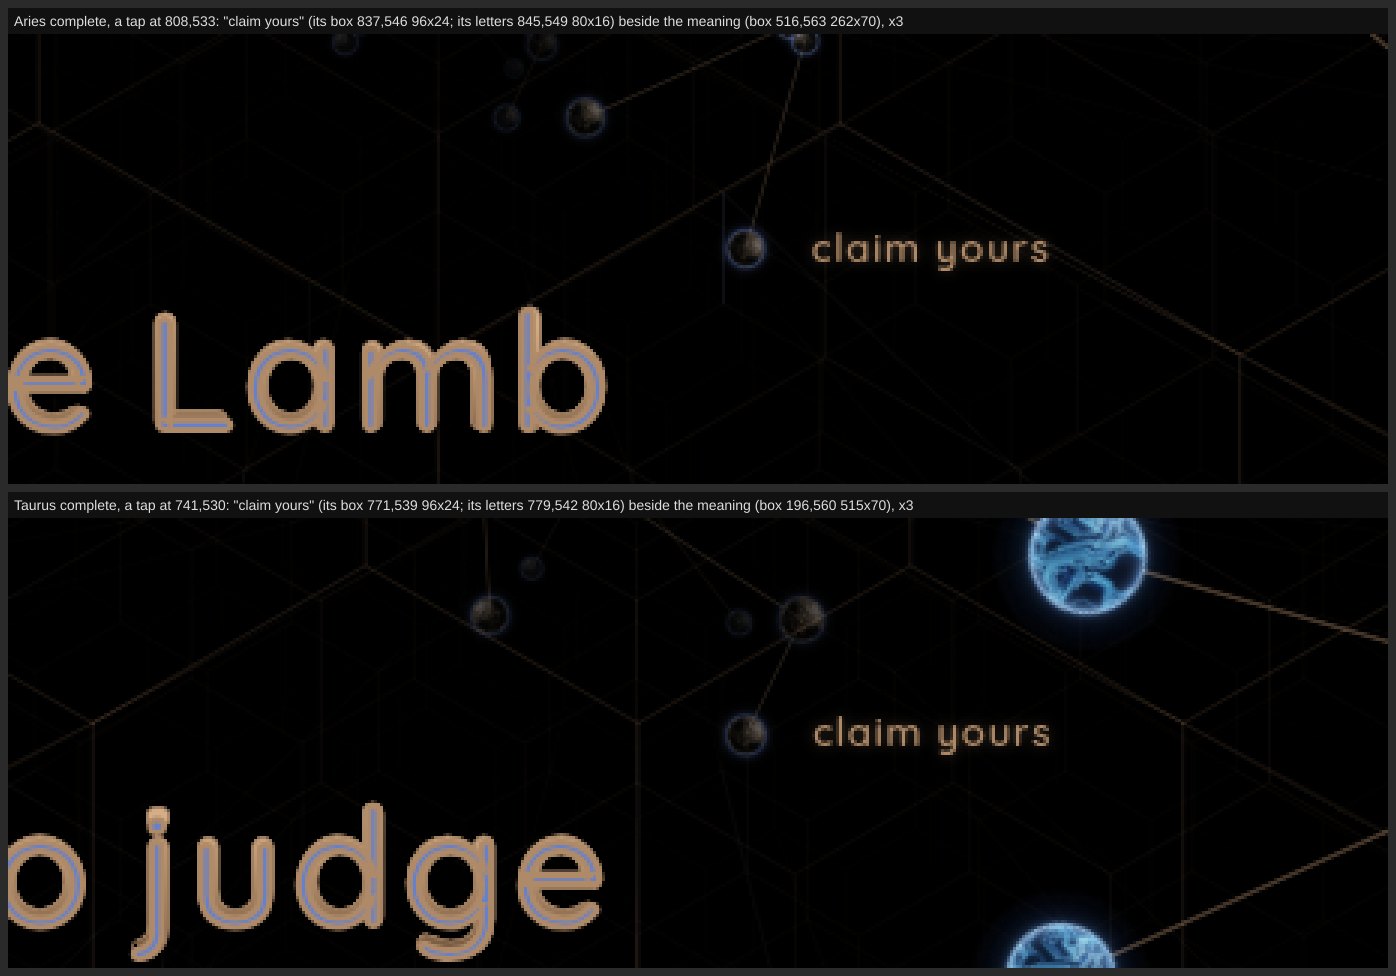 Aries complete, a tap at 808,533: "claim yours" (its box 837,546 96x24; its letters 845,549 80x16) beside the meaning (box 516,563 262x70), x3
claim yours
e Lamb
Taurus complete, a tap at 741,530: "claim yours" (its box 771,539 96x24; its letters 779,542 80x16) beside the meaning (box 196,560 515x70), x3
claim yours
o judge